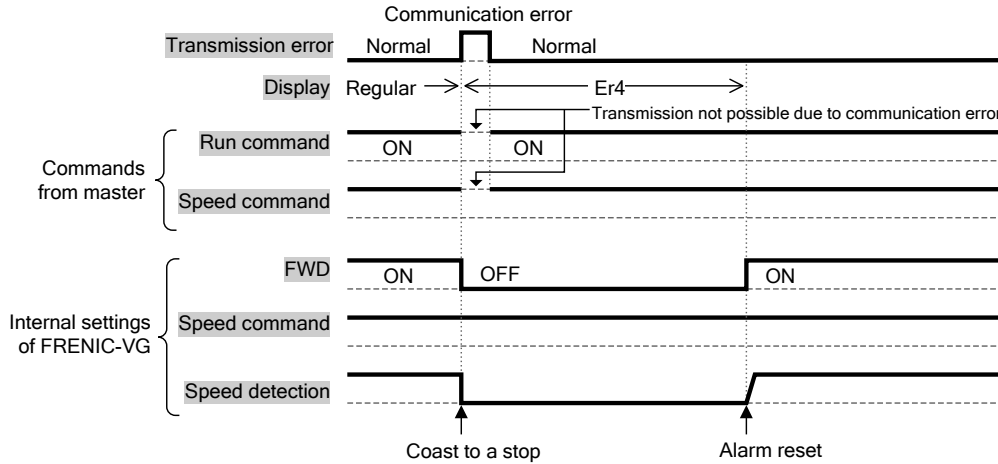 Communication error
Transmission error Normal Normal
Display Regular Er4
Transmission not possible due to communication error
Run command ON ON
Commands
from master
Speed command
FWD ON OFF ON
Internal settings
of FRENIC-VG
Speed command
Speed detection
Coast to a stop Alarm reset